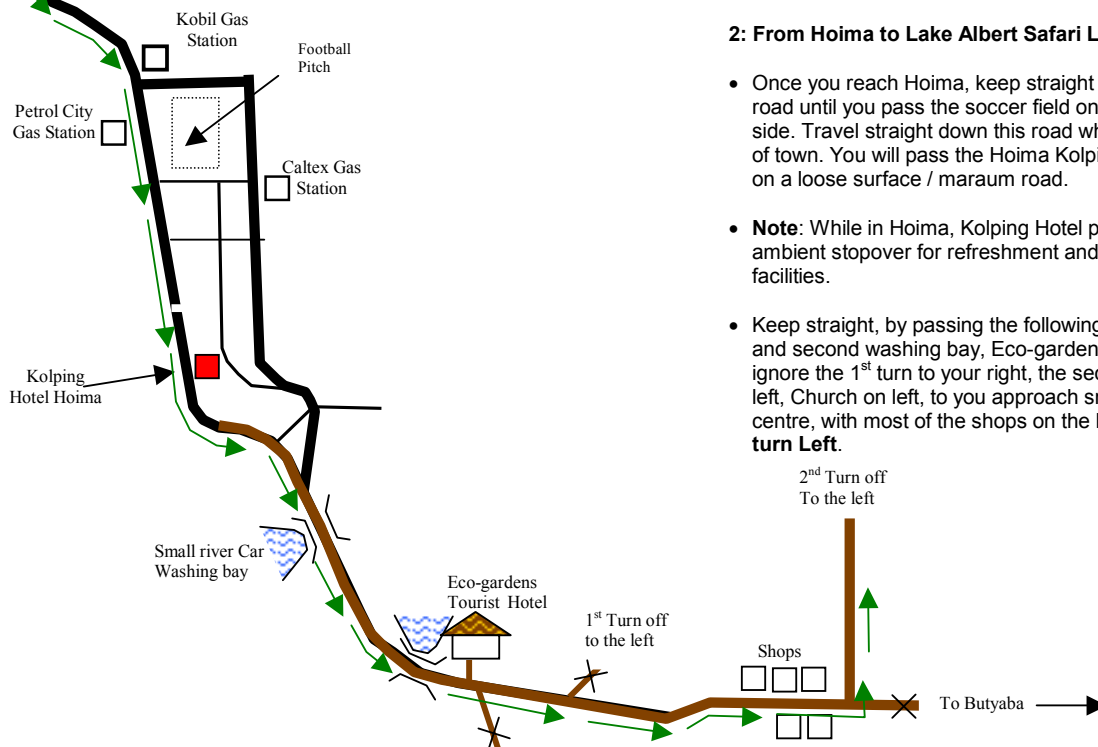 Kobil Gas
Station
Football
Pitch
Petrol City
Gas Station
Caltex Gas
Station
Kolping
Hotel Hoima
Small river Car
Washing bay
Eco-gardens
Tourist Hotel
1st Turn off
to the left
Shops
2nd Turn off
To the left
To Butyaba
2: From Hoima to Lake Albert Safari L
• Once you reach Hoima, keep straight
road until you pass the soccer field on
side. Travel straight down this road wh
of town. You will pass the Hoima Kolpi
on a loose surface / maraum road.
• Note: While in Hoima, Kolping Hotel p
ambient stopover for refreshment and
facilities.
• Keep straight, by passing the following
and second washing bay, Eco-garden
ignore the 1st turn to your right, the sec
left, Church on left, to you approach sm
centre, with most of the shops on the l
turn Left.